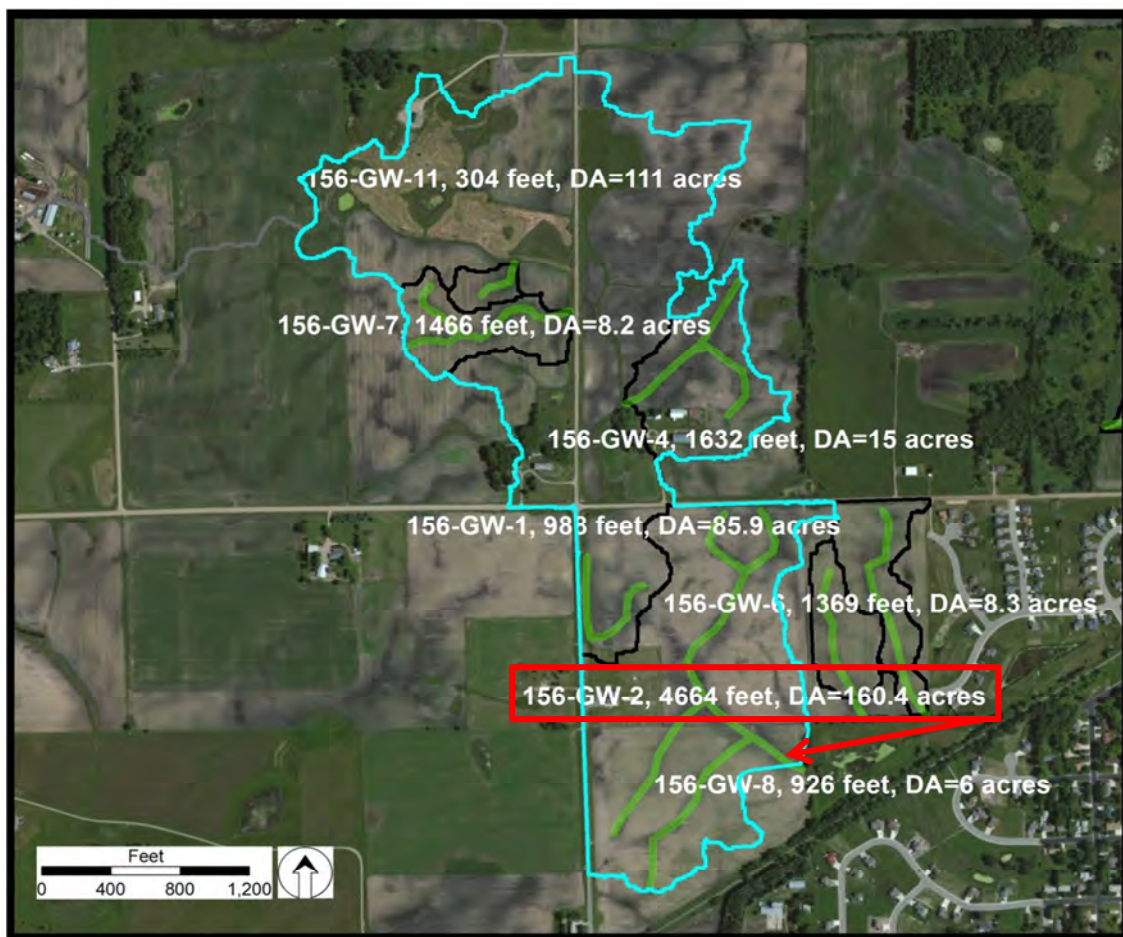 156-GW-11, 304 feet, DA=111 acres
156-GW-7, 1466 feet, DA=8.2 acres
156-GW-4, 1632 feet, DA=15 acres
156-GW-1, 983 feet, DA=85.9 acres
156-GW-6, 1369 feet, DA=8.3 acres
156-GW-2, 4664 feet, DA=160.4 acres
156-GW-8, 926 feet, DA=6 acres
Feet
0 400 800 1,200